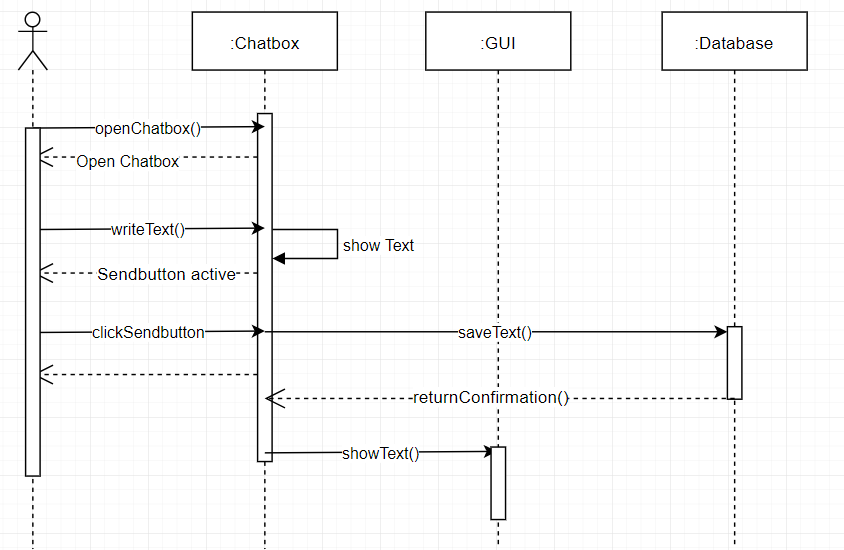 :Chatbox
:GUI
:Database
openChatbox()
Open Chatbox
writeText()
show Text
Sendbutton active
clickSendbutton
saveText()
returnConfirmation()
showText()